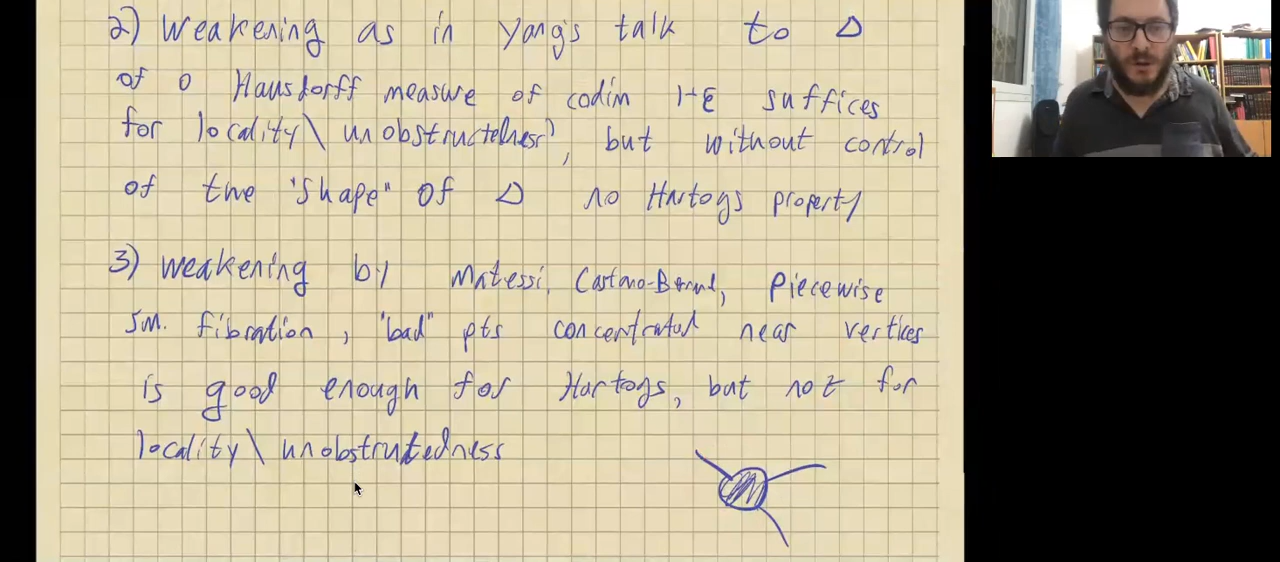 2) Weakening as in Yang's talk to Δ
of 0 Hausdorff measure of codim 1+ε suffices
for locality\ unobstructedness, but without control
of the "shape" of Δ no Hartogs property
3) weakening by Matessi, Castano-Bernard, Piecewise
sm. fibration, "bad" pts concentrated near vertices
is good enough for Hartogs, but not for
locality\ unobstrutedness